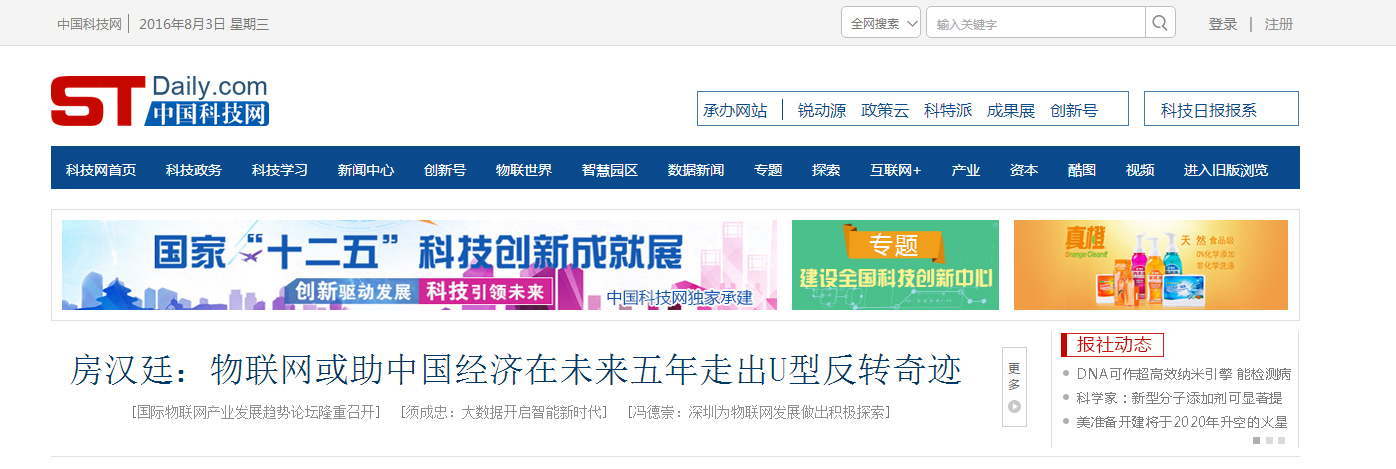 中国科技网 | 2016年8月3日 星期三 全网搜索 输入关键字 登录 | 注册
ST Daily.com
中国科技网
承办网站 | 锐动源 政策云 科特派 成果展 创新号 科技日报报系
科技网首页 科技政务 科技学习 新闻中心 创新号 物联世界 智慧园区 数据新闻 专题 探索 互联网+ 产业 资本 酷图 视频 进入旧版浏览
国家“十二五”科技创新成就展
创新驱动发展 科技引领未来
中国科技网独家承建
专题
建设全国科技创新中心
真橙
Orange Clean
天然 食品级
0%化学添加
非化学洗涤
房汉廷：物联网或助中国经济在未来五年走出U型反转奇迹
[国际物联网产业发展趋势论坛隆重召开] [须成忠：大数据开启智能新时代] [冯德崇：深圳为物联网发展做出积极探索]
更多
报社动态
DNA可作超高效纳米引擎 能检测病
科学家：新型分子添加剂可显著提
美准备开建将于2020年升空的火星